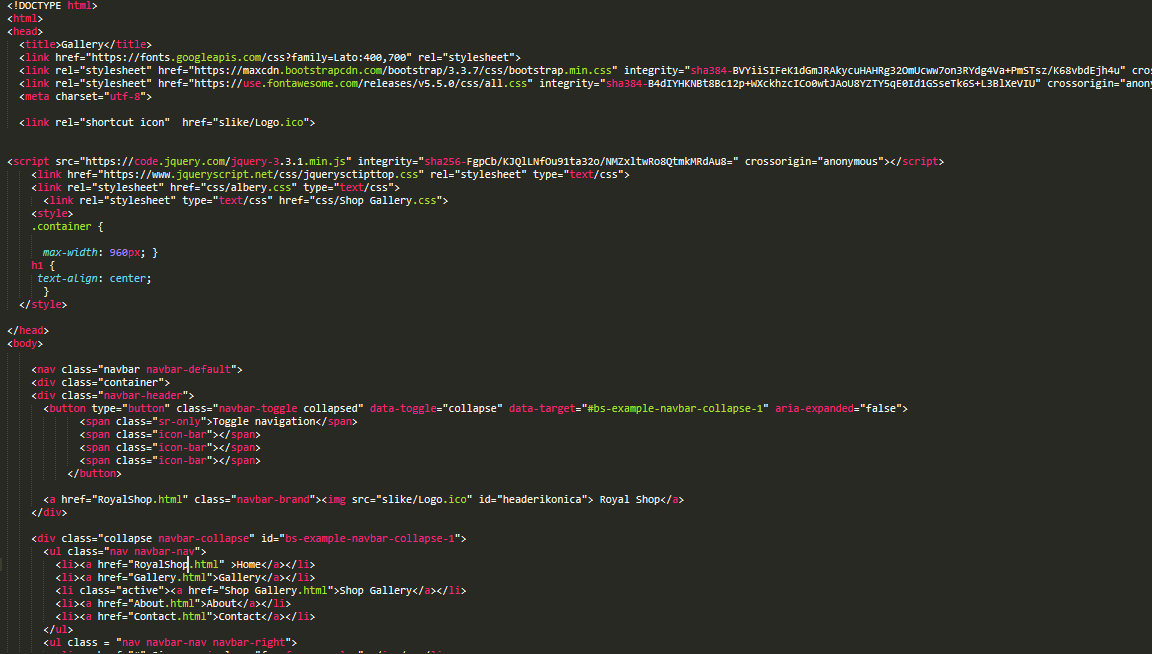 <!DOCTYPE html>
<html>
<head>
<title>Gallery</title>
<link href="https://fonts.googleapis.com/css?family=Lato:400,700" rel="stylesheet">
<link rel="stylesheet" href="https://maxcdn.bootstrapcdn.com/bootstrap/3.3.7/css/bootstrap.min.css" integrity="sha384-BVYiiSIFeK1dGmJRAkycuHAHRg32OmUcww7on3RYdg4Va+PmSTsz/K68vbdEjh4u" cros
<link rel="stylesheet" href="https://use.fontawesome.com/releases/v5.5.0/css/all.css" integrity="sha384-B4dIYHKNBt8Bc12p+WXckhzcICo0wtJAoU8YZTY5qE0Id1GSseTk6S+L3BlXeVIU" crossorigin="anony
<meta charset="utf-8">
<link rel="shortcut icon"  href="slike/Logo.ico">
<script src="https://code.jquery.com/jquery-3.3.1.min.js" integrity="sha256-FgpCb/KJQlLNfOu91ta32o/NMZxltwRo8QtmkMRdAu8=" crossorigin="anonymous"></script>
<link href="https://www.jqueryscript.net/css/jquerysctipttop.css" rel="stylesheet" type="text/css">
<link rel="stylesheet" href="css/albery.css" type="text/css">
<link rel="stylesheet" type="text/css" href="css/Shop Gallery.css">
<style>
.container {
max-width: 960px; }
h1 {
text-align: center;
}
</style>
</head>
<body>
<nav class="navbar navbar-default">
<div class="container">
<div class="navbar-header">
<button type="button" class="navbar-toggle collapsed" data-toggle="collapse" data-target="#bs-example-navbar-collapse-1" aria-expanded="false">
<span class="sr-only">Toggle navigation</span>
<span class="icon-bar"></span>
<span class="icon-bar"></span>
<span class="icon-bar"></span>
</button>
<a href="RoyalShop.html" class="navbar-brand"><img src="slike/Logo.ico" id="headerikonica"> Royal Shop</a>
</div>
<div class="collapse navbar-collapse" id="bs-example-navbar-collapse-1">
<ul class="nav navbar-nav">
<li><a href="RoyalShop.html" >Home</a></li>
<li><a href="Gallery.html">Gallery</a></li>
<li class="active"><a href="Shop Gallery.html">Shop Gallery</a></li>
<li><a href="About.html">About</a></li>
<li><a href="Contact.html">Contact</a></li>
</ul>
<ul class = "nav navbar-nav navbar-right">